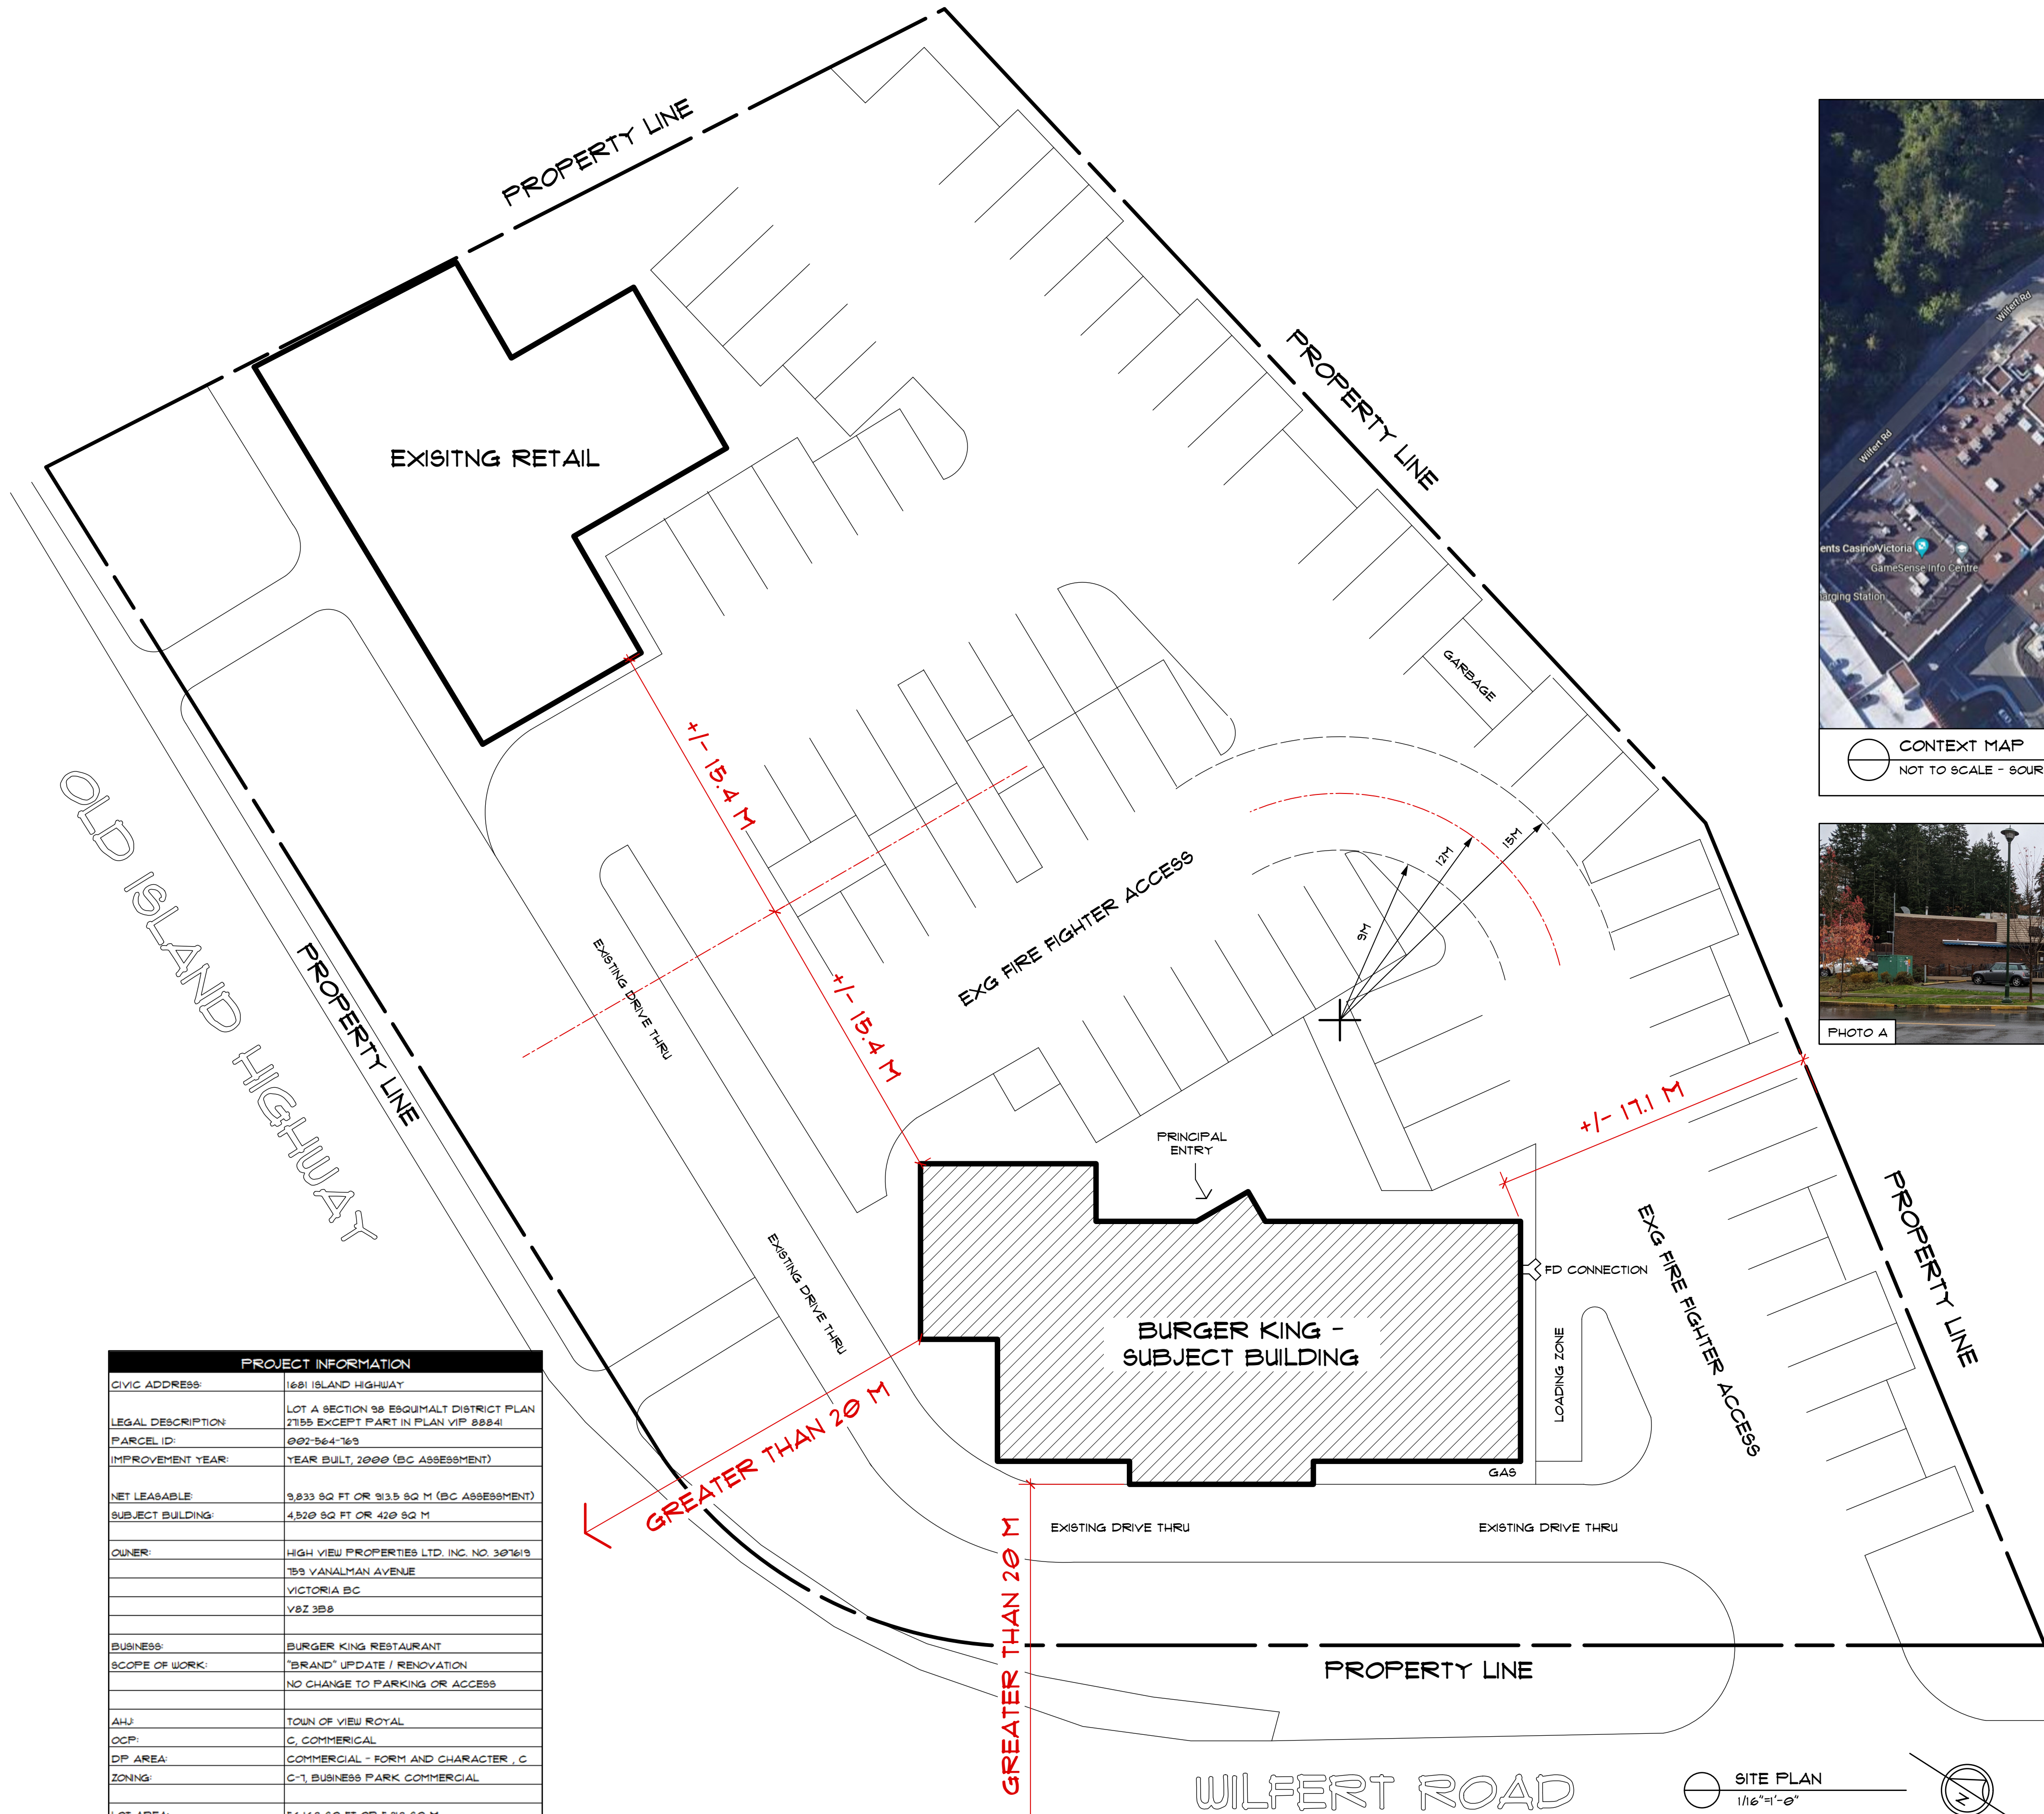 PROPERTY LINE
EXISITNG RETAIL
PROPERTY LINE
GARBAGE
+/- 15.4 M
EXISTING DRIVE THRU
+/- 15.4 M
EXG FIRE FIGHTER ACCESS
9M
12M
15M
OLD ISLAND HIGHWAY
PROPERTY LINE
+/- 17.1 M
PRINCIPAL
ENTRY
EXISTING DRIVE THRU
BURGER KING -
SUBJECT BUILDING
FD CONNECTION
LOADING ZONE
GAS
EXG FIRE FIGHTER ACCESS
PROPERTY LINE
GREATER THAN 20 M
GREATER THAN 20 M
EXISTING DRIVE THRU
EXISTING DRIVE THRU
PROPERTY LINE
WILFERT ROAD
SITE PLAN
1/16"=1'-0"
N
Wilfert Rd
Wilfert Rd
ents Casino Victoria
GameSense Info Centre
arging Station
CONTEXT MAP
NOT TO SCALE - SOUR
PHOTO A
PROJECT INFORMATION
CIVIC ADDRESS: 1681 ISLAND HIGHWAY
LEGAL DESCRIPTION: LOT A SECTION 98 ESQUIMALT DISTRICT PLAN
27155 EXCEPT PART IN PLAN VIP 88841
PARCEL ID: 002-564-769
IMPROVEMENT YEAR: YEAR BUILT, 2000 (BC ASSESSMENT)
NET LEASABLE: 9,833 SQ FT OR 913.5 SQ M (BC ASSESSMENT)
SUBJECT BUILDING: 4,520 SQ FT OR 420 SQ M
OWNER: HIGH VIEW PROPERTIES LTD. INC. NO. 307619
759 VANALMAN AVENUE
VICTORIA BC
V8Z 3B8
BUSINESS: BURGER KING RESTAURANT
SCOPE OF WORK: "BRAND" UPDATE / RENOVATION
NO CHANGE TO PARKING OR ACCESS
AHJ: TOWN OF VIEW ROYAL
OCP: C, COMMERICAL
DP AREA: COMMERCIAL - FORM AND CHARACTER , C
ZONING: C-7, BUSINESS PARK COMMERCIAL